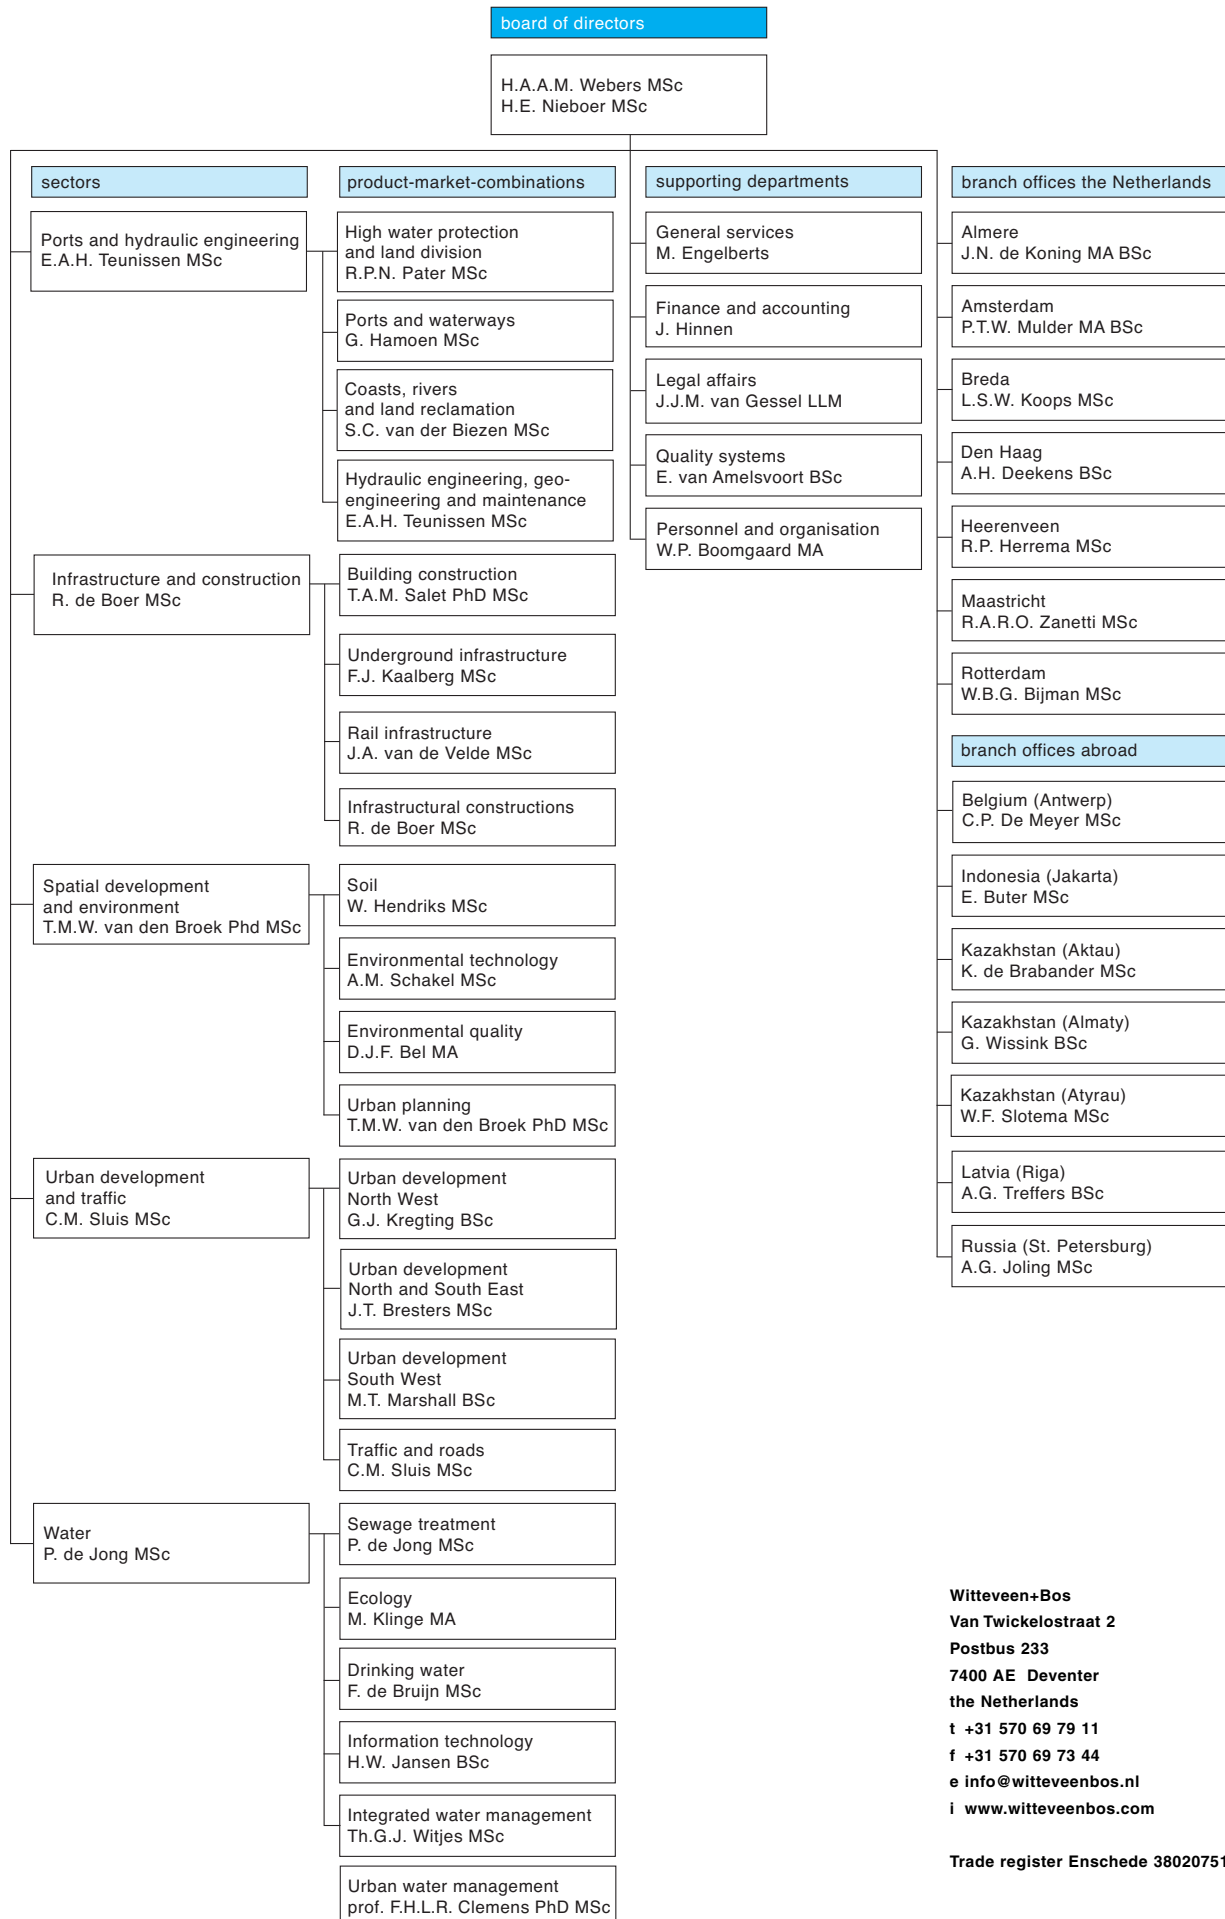 board of directors
H.A.A.M. Webers MSc
H.E. Nieboer MSc
sectors
Ports and hydraulic engineering
E.A.H. Teunissen MSc
Infrastructure and construction
R. de Boer MSc
Spatial development
and environment
T.M.W. van den Broek Phd MSc
Urban development
and traffic
C.M. Sluis MSc
Water
P. de Jong MSc
product-market-combinations
High water protection
and land division
R.P.N. Pater MSc
Ports and waterways
G. Hamoen MSc
Coasts, rivers
and land reclamation
S.C. van der Biezen MSc
Hydraulic engineering, geo-
engineering and maintenance
E.A.H. Teunissen MSc
Building construction
T.A.M. Salet PhD MSc
Underground infrastructure
F.J. Kaalberg MSc
Rail infrastructure
J.A. van de Velde MSc
Infrastructural constructions
R. de Boer MSc
Soil
W. Hendriks MSc
Environmental technology
A.M. Schakel MSc
Environmental quality
D.J.F. Bel MA
Urban planning
T.M.W. van den Broek PhD MSc
Urban development
North West
G.J. Kregting BSc
Urban development
North and South East
J.T. Bresters MSc
Urban development
South West
M.T. Marshall BSc
Traffic and roads
C.M. Sluis MSc
Sewage treatment
P. de Jong MSc
Ecology
M. Klinge MA
Drinking water
F. de Bruijn MSc
Information technology
H.W. Jansen BSc
Integrated water management
Th.G.J. Witjes MSc
Urban water management
prof. F.H.L.R. Clemens PhD MSc
supporting departments
General services
M. Engelberts
Finance and accounting
J. Hinnen
Legal affairs
J.J.M. van Gessel LLM
Quality systems
E. van Amelsvoort BSc
Personnel and organisation
W.P. Boomgaard MA
branch offices the Netherlands
Almere
J.N. de Koning MA BSc
Amsterdam
P.T.W. Mulder MA BSc
Breda
L.S.W. Koops MSc
Den Haag
A.H. Deekens BSc
Heerenveen
R.P. Herrema MSc
Maastricht
R.A.R.O. Zanetti MSc
Rotterdam
W.B.G. Bijman MSc
branch offices abroad
Belgium (Antwerp)
C.P. De Meyer MSc
Indonesia (Jakarta)
E. Buter MSc
Kazakhstan (Aktau)
K. de Brabander MSc
Kazakhstan (Almaty)
G. Wissink BSc
Kazakhstan (Atyrau)
W.F. Slotema MSc
Latvia (Riga)
A.G. Treffers BSc
Russia (St. Petersburg)
A.G. Joling MSc
Witteveen+Bos
Van Twickelostraat 2
Postbus 233
7400 AE Deventer
the Netherlands
t +31 570 69 79 11
f +31 570 69 73 44
e info@witteveenbos.nl
i www.witteveenbos.com
Trade register Enschede 38020751